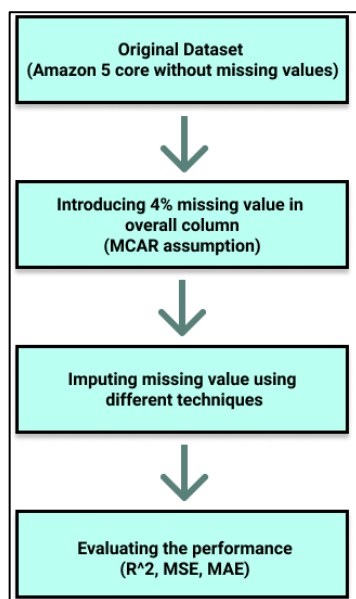 Original Dataset
(Amazon 5 core without missing values)
Introducing 4% missing value in
overall column
(MCAR assumption)
Imputing missing value using
different techniques
Evaluating the performance
(R^2, MSE, MAE)